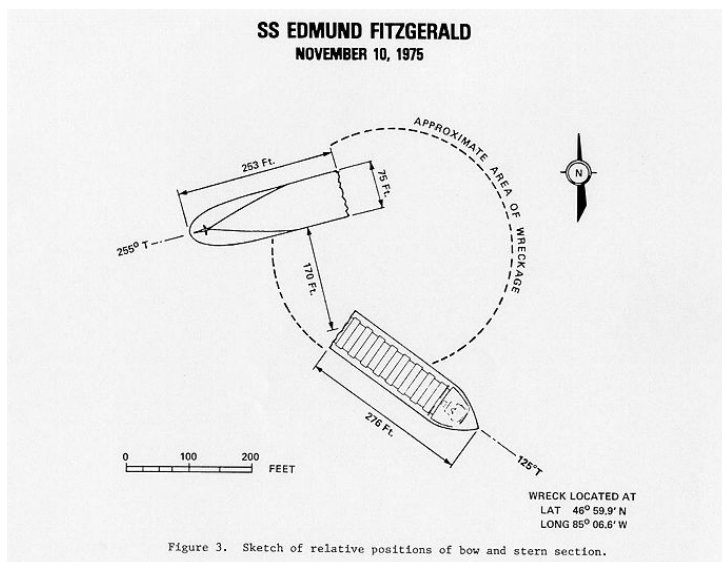 SS EDMUND FITZGERALD
NOVEMBER 10, 1975
APPROXIMATE AREA OF WRECKAGE
253 Ft.
75 Ft.
N
255° T
170 Ft.
276 Ft.
125°T
0 100 200
FEET
WRECK LOCATED AT
LAT 46° 59.9' N
LONG 85° 06.6' W
Figure 3. Sketch of relative positions of bow and stern section.